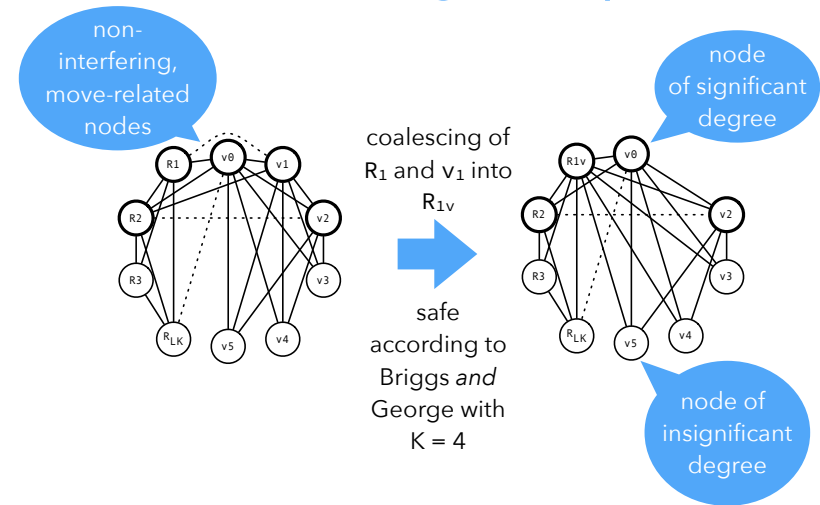 non-
interfering,
move-related
nodes
R1
v0
v1
R2
v2
R3
v3
RLK
v5
v4
coalescing of
R₁ and v₁ into
R₁ᵥ
safe
according to
Briggs and
George with
K = 4
node
of significant
degree
R1v
v0
R2
v2
R3
v3
RLK
v5
v4
node of
insignificant
degree